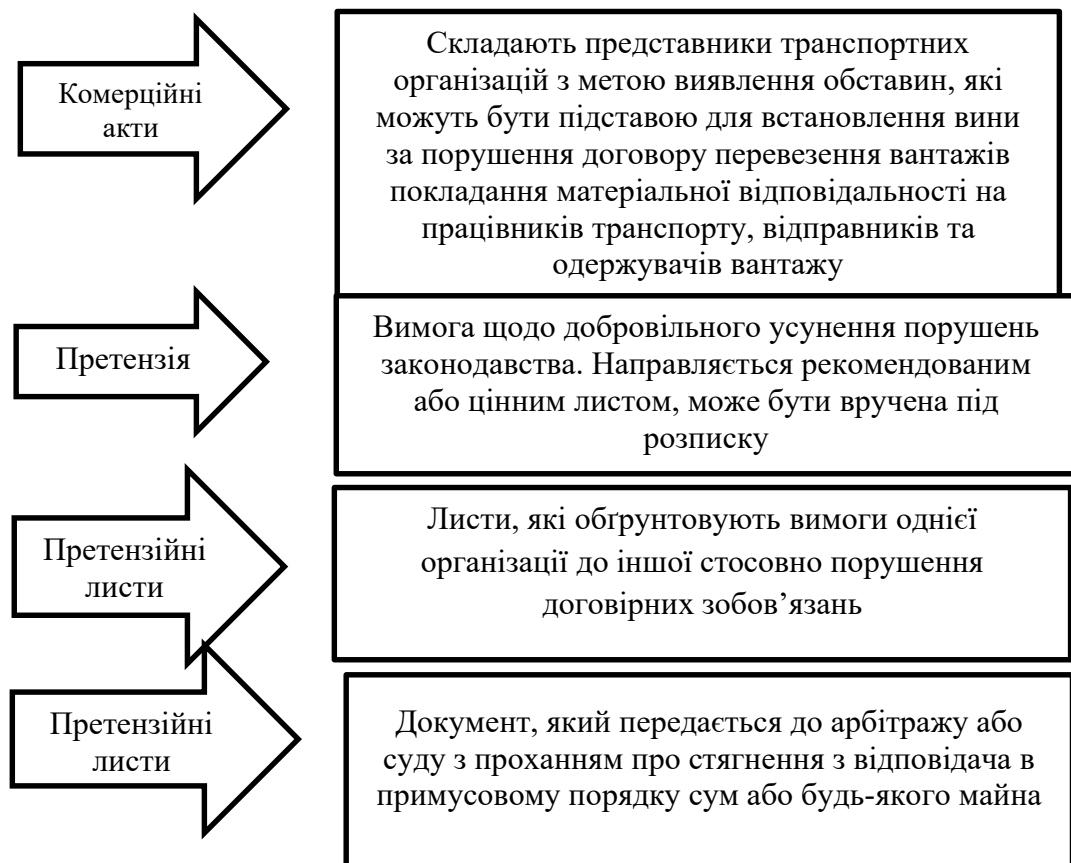 Комерційні
акти
Складають представники транспортних
організацій з метою виявлення обставин, які
можуть бути підставою для встановлення вини
за порушення договору перевезення вантажів
покладання матеріальної відповідальності на
працівників транспорту, відправників та
одержувачів вантажу
Претензія
Вимога щодо добровільного усунення порушень
законодавства. Направляється рекомендованим
або цінним листом, може бути вручена під
розписку
Претензійні
листи
Листи, які обґрунтовують вимоги однієї
організації до іншої стосовно порушення
договірних зобов’язань
Претензійні
листи
Документ, який передається до арбітражу або
суду з проханням про стягнення з відповідача в
примусовому порядку сум або будь-якого майна